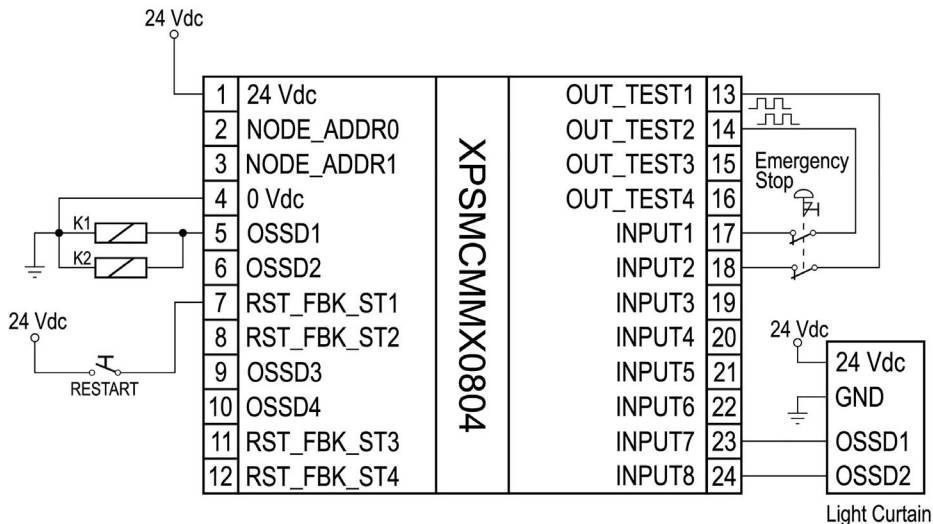 24 Vdc
1 24 Vdc
2 NODE_ADDR0
3 NODE_ADDR1
4 0 Vdc
5 OSSD1
6 OSSD2
7 RST_FBK_ST1
8 RST_FBK_ST2
9 OSSD3
10 OSSD4
11 RST_FBK_ST3
12 RST_FBK_ST4
K1
K2
24 Vdc
RESTART
XPSMCMMX0804
OUT_TEST1 13
OUT_TEST2 14
OUT_TEST3 15
OUT_TEST4 16
INPUT1 17
INPUT2 18
INPUT3 19
INPUT4 20
INPUT5 21
INPUT6 22
INPUT7 23
INPUT8 24
Emergency
Stop
24 Vdc
24 Vdc
GND
OSSD1
OSSD2
Light Curtain